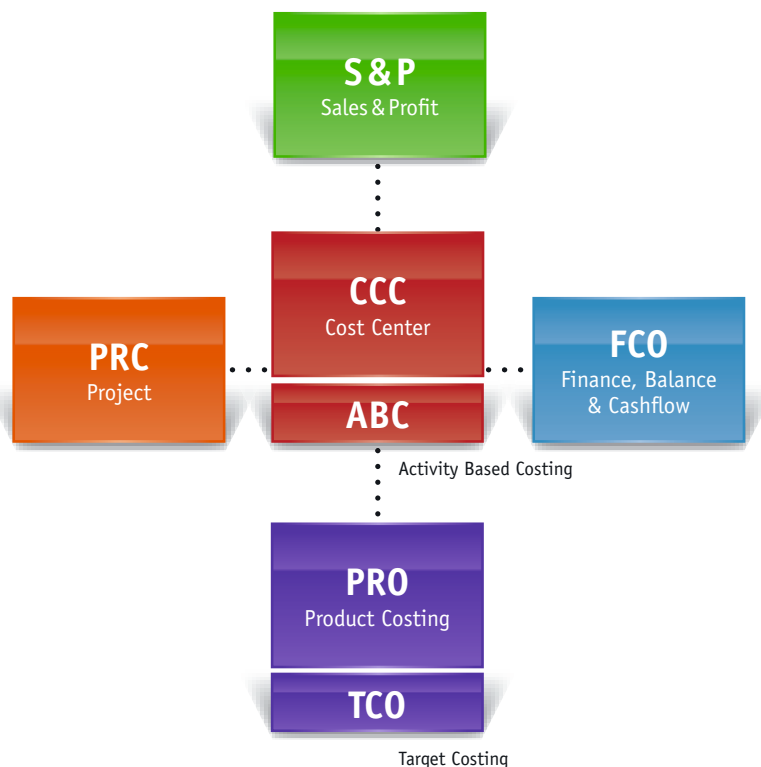 S & P
Sales & Profit
CCC
Cost Center
PRC
Project
FCO
Finance, Balance
& Cashflow
ABC
Activity Based Costing
PRO
Product Costing
TCO
Target Costing